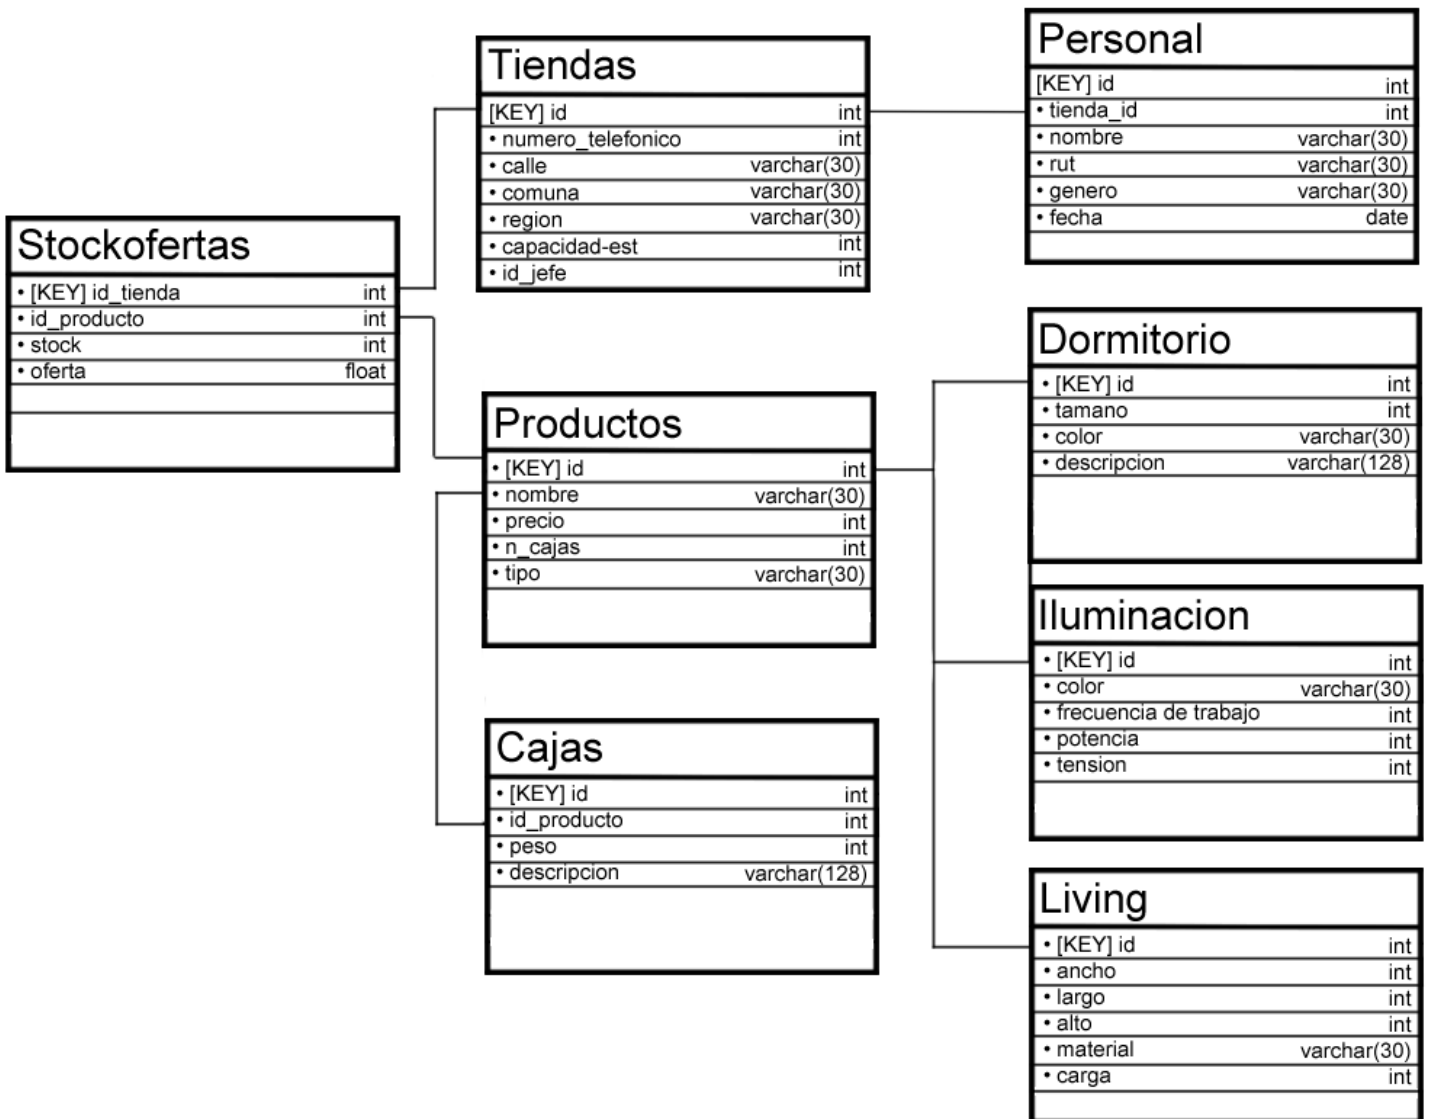 Stockofertas
• [KEY] id_tienda int
• id_producto int
• stock int
• oferta float
Tiendas
[KEY] id int
• numero_telefonico int
• calle varchar(30)
• comuna varchar(30)
• region varchar(30)
• capacidad-est int
• id_jefe int
Productos
• [KEY] id int
• nombre varchar(30)
• precio int
• n_cajas int
• tipo varchar(30)
Cajas
• [KEY] id int
• id_producto int
• peso int
• descripcion varchar(128)
Personal
[KEY] id int
• tienda_id int
• nombre varchar(30)
• rut varchar(30)
• genero varchar(30)
• fecha date
Dormitorio
• [KEY] id int
• tamano int
• color varchar(30)
• descripcion varchar(128)
Iluminacion
• [KEY] id int
• color varchar(30)
• frecuencia de trabajo int
• potencia int
• tension int
Living
• [KEY] id int
• ancho int
• largo int
• alto int
• material varchar(30)
• carga int